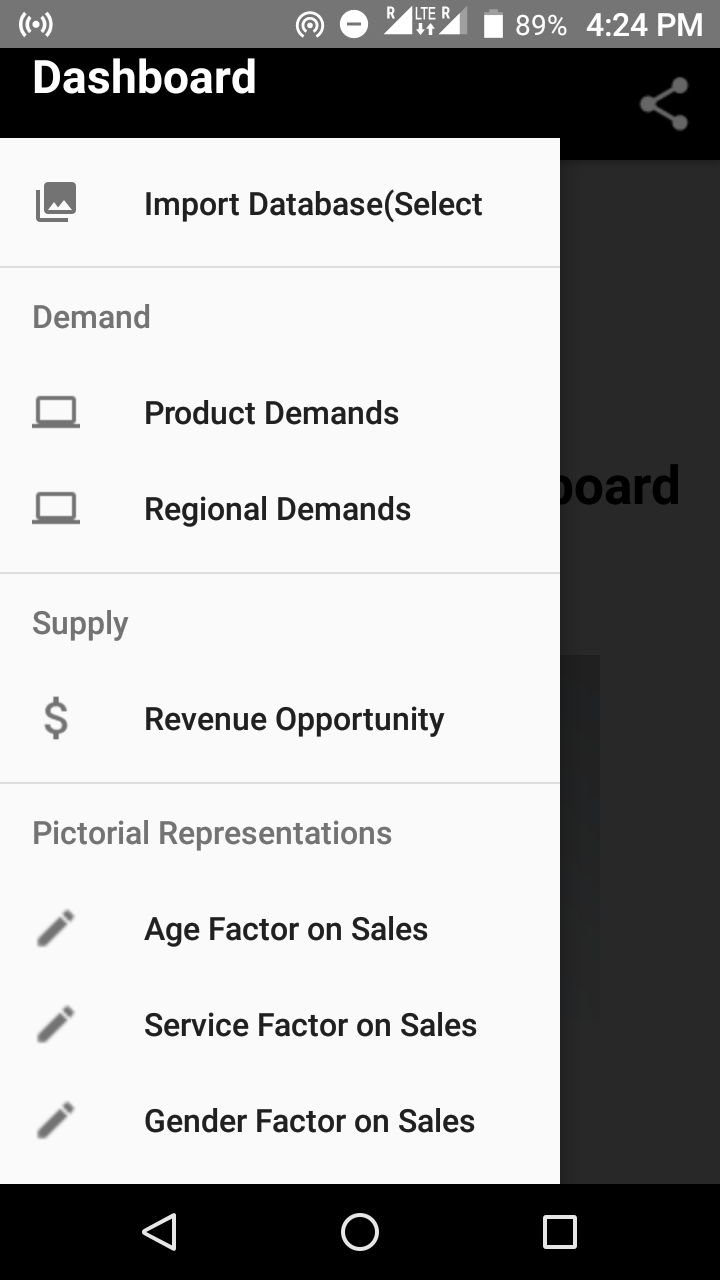 R LTE R 89% 4:24 PM
Dashboard
Import Database(Select
Demand
Product Demands
Regional Demands
board
Supply
$ Revenue Opportunity
Pictorial Representations
Age Factor on Sales
Service Factor on Sales
Gender Factor on Sales